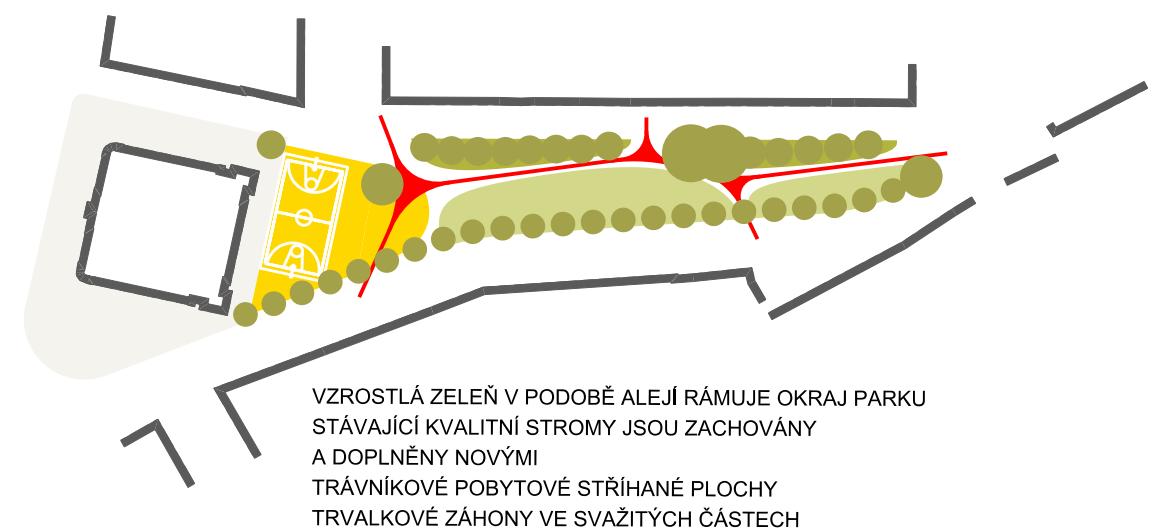 VZROSTLÁ ZELEŇ V PODOBĚ ALEJÍ RÁMUJE OKRAJ PARKU
STÁVAJÍCÍ KVALITNÍ STROMY JSOU ZACHOVÁNY
A DOPLNĚNY NOVÝMI
TRÁVNÍKOVÉ POBYTOVÉ STŘÍHANÉ PLOCHY
TRVALKOVÉ ZÁHONY VE SVAŽITÝCH ČÁSTECH